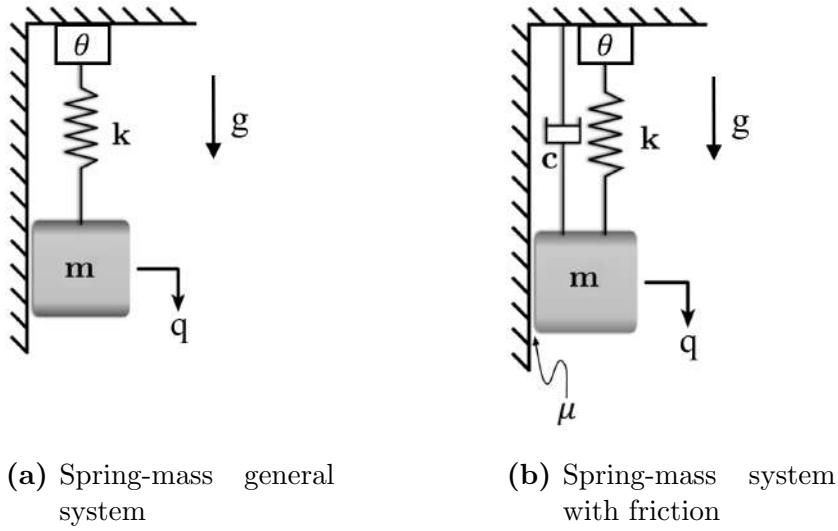 θ
k
g
m
q
(a) Spring-mass general
system
θ
c
k
g
m
q
μ
(b) Spring-mass system
with friction